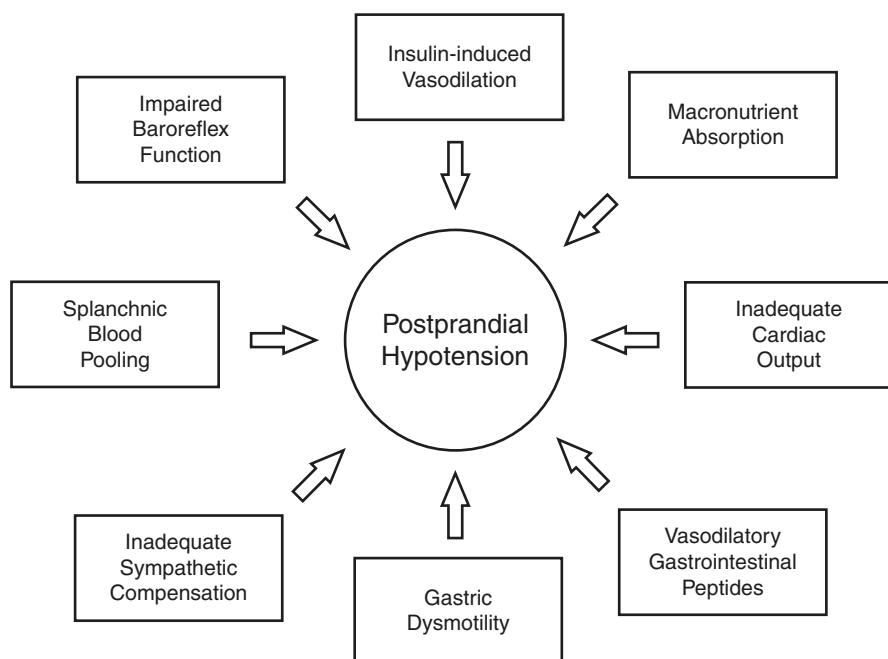 Insulin-induced
Vasodilation
Impaired
Baroreflex
Function
Macronutrient
Absorption
Splanchnic
Blood
Pooling
Postprandial
Hypotension
Inadequate
Cardiac
Output
Inadequate
Sympathetic
Compensation
Gastric
Dysmotility
Vasodilatory
Gastrointestinal
Peptides